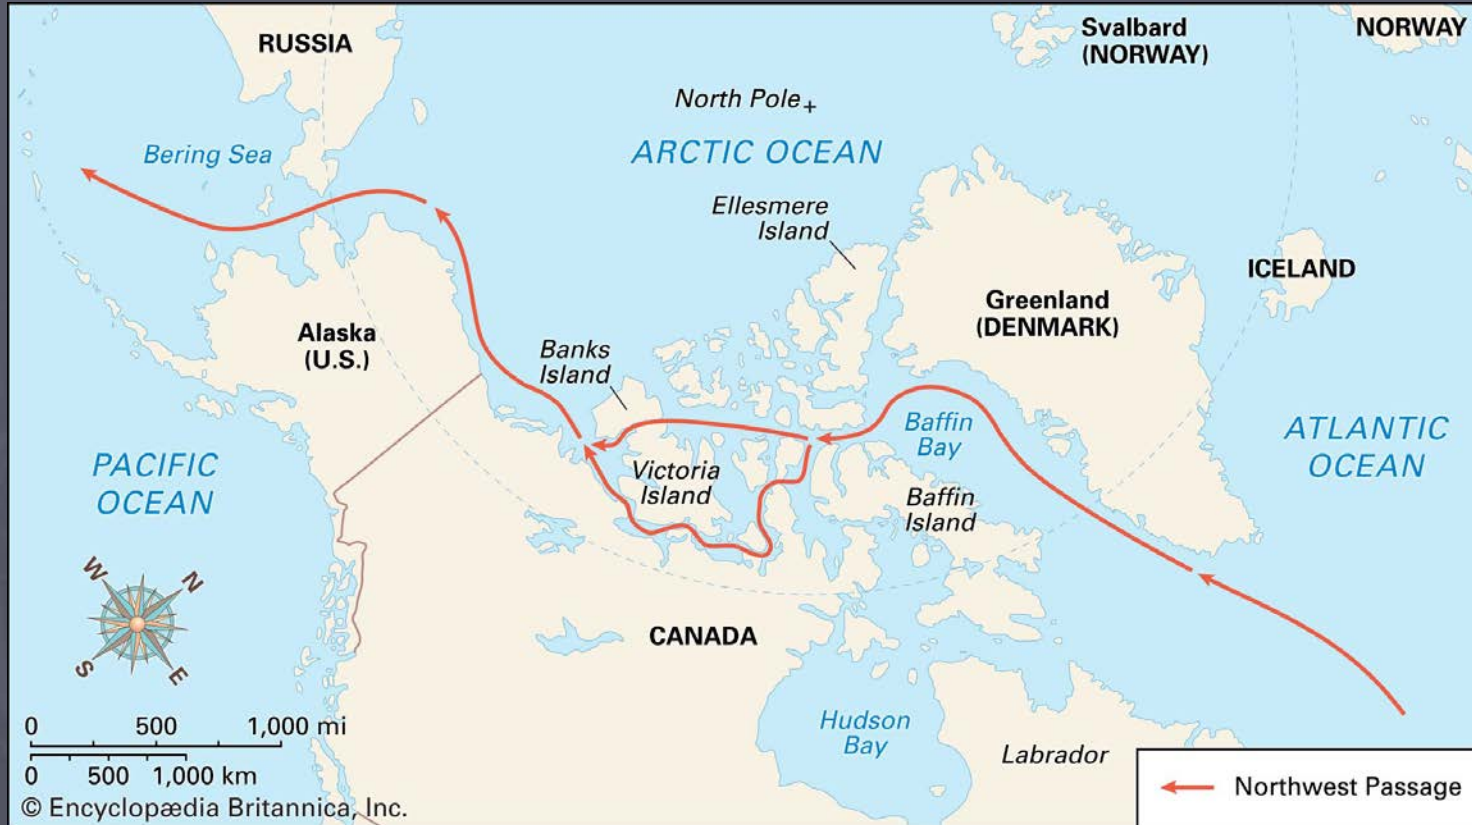 RUSSIA
Svalbard
(NORWAY)
NORWAY
North Pole
Bering Sea
ARCTIC OCEAN
Ellesmere
Island
ICELAND
Greenland
(DENMARK)
Alaska
(U.S.)
Banks
Island
Baffin
Bay
ATLANTIC
OCEAN
PACIFIC
OCEAN
Victoria
Island
Baffin
Island
W
N
S
E
CANADA
Hudson
Bay
Labrador
0 500 1,000 mi
0 500 1,000 km
© Encyclopædia Britannica, Inc.
Northwest Passage